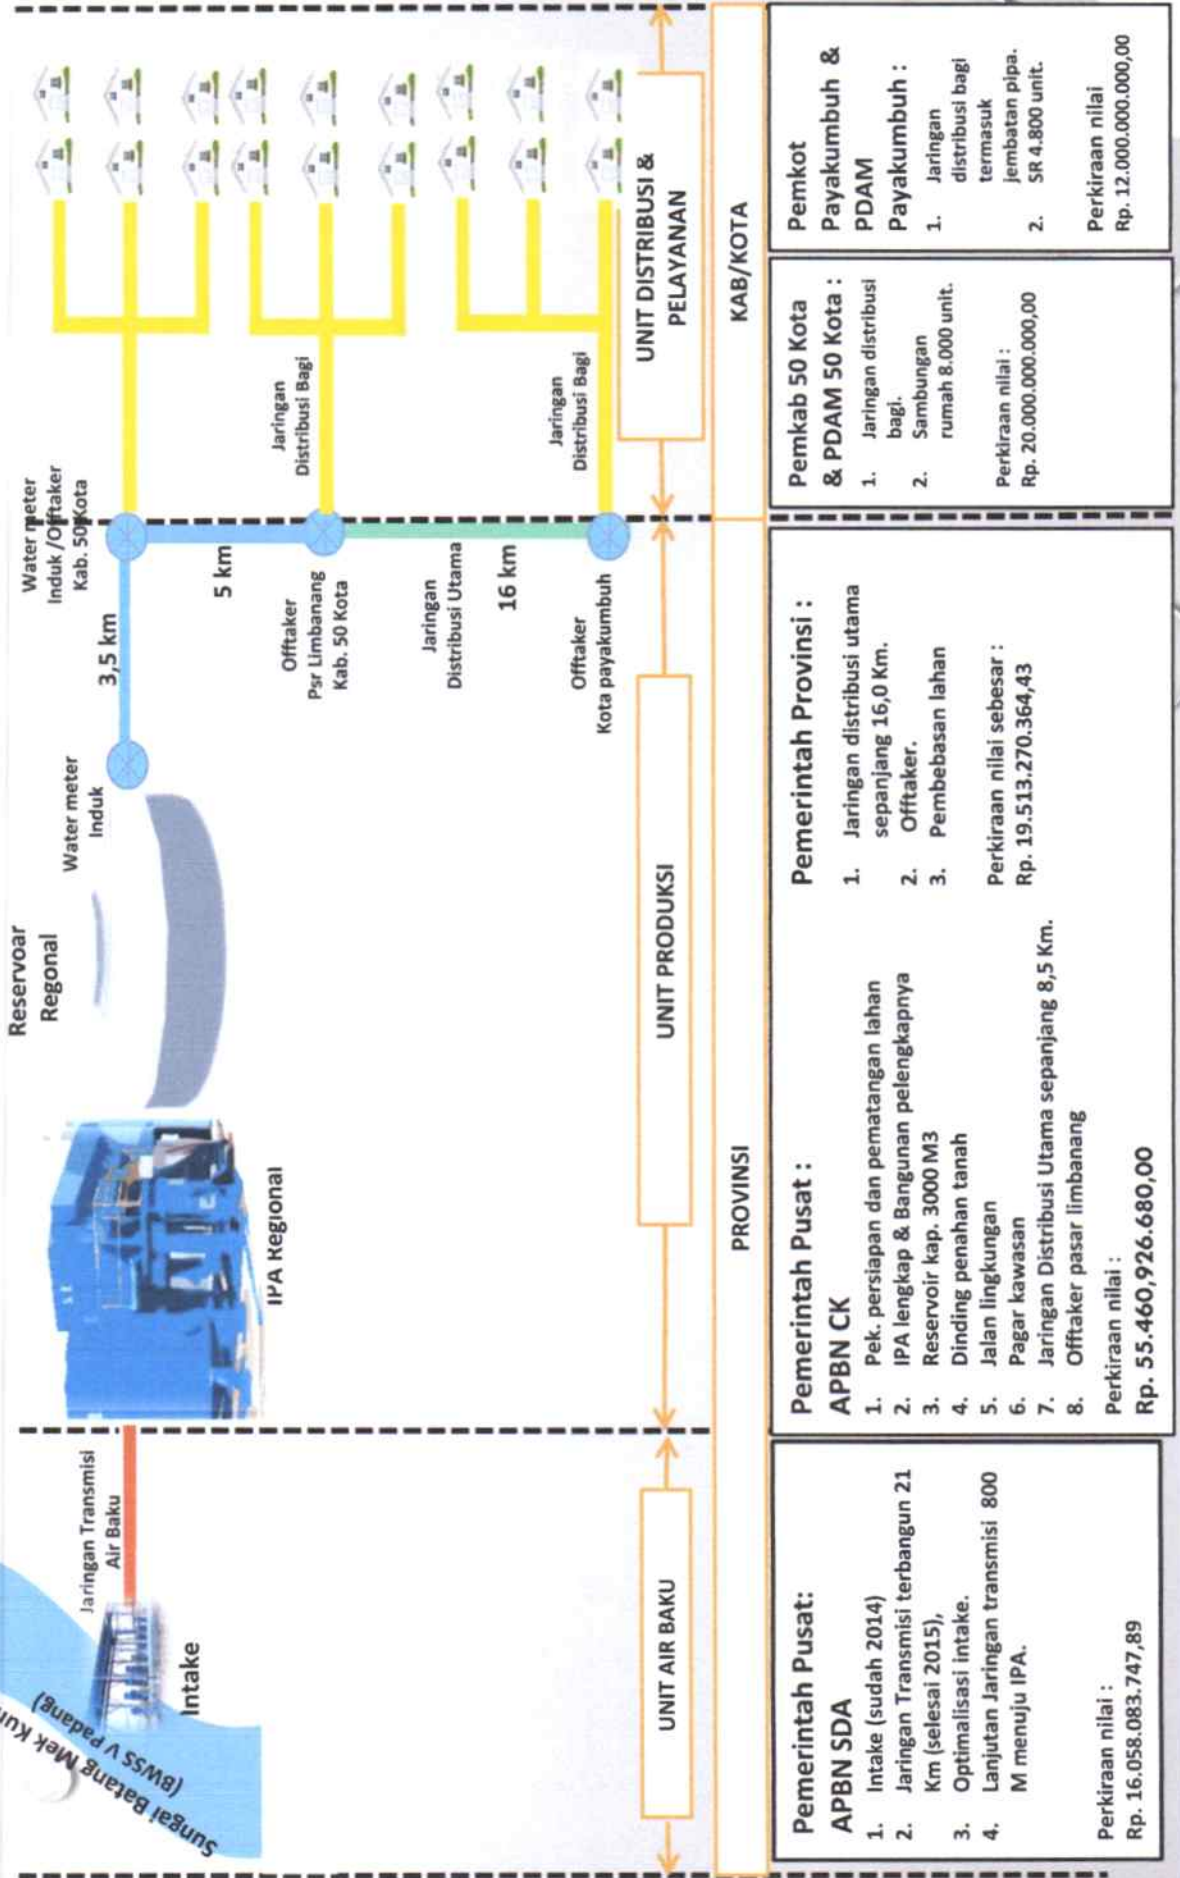 Sungai Batang Mek
(BWSS V Padang)
Intake
Jaringan Transmisi
Air Baku
IPA Regional
Reservoar
Regonal
Water meter
Induk
3,5 km
Water meter
Induk /Offtaker
Kab. 50 Kota
5 km
Offtaker
Psr Limbanang
Kab. 50 Kota
Jaringan
Distribusi Utama
16 km
Offtaker
Kota payakumbuh
Jaringan
Distribusi Bagi
Jaringan
Distribusi Bagi
UNIT AIR BAKU
UNIT PRODUKSI
UNIT DISTRIBUSI &
PELAYANAN
PROVINSI
KAB/KOTA
Pemerintah Pusat:
APBN SDA
1. Intake (sudah 2014)
2. Jaringan Transmisi terbangun 21
Km (selesai 2015),
3. Optimalisasi intake.
4. Lanjutan Jaringan transmisi 800
M menuju IPA.
Perkiraan nilai :
Rp. 16.058.083.747,89
Pemerintah Pusat :
APBN CK
1. Pek. persiapan dan pematangan lahan
2. IPA lengkap & Bangunan pelengkapnya
3. Reservoir kap. 3000 M3
4. Dinding penahan tanah
5. Jalan lingkungan
6. Pagar kawasan
7. Jaringan Distribusi Utama sepanjang 8,5 Km.
8. Offtaker pasar limbanang
Perkiraan nilai :
Rp. 55.460,926.680,00
Pemerintah Provinsi :
1. Jaringan distribusi utama
sepanjang 16,0 Km.
2. Offtaker.
3. Pembebasan lahan
Perkiraan nilai sebesar :
Rp. 19.513.270.364,43
Pemkab 50 Kota
& PDAM 50 Kota :
1. Jaringan distribusi
bagi.
2. Sambungan
rumah 8.000 unit.
Perkiraan nilai :
Rp. 20.000.000.000,00
Pemkot
Payakumbuh &
PDAM
Payakumbuh :
1. Jaringan
distribusi bagi
termasuk
jembatan pipa.
2. SR 4.800 unit.
Perkiraan nilai
Rp. 12.000.000.000,00